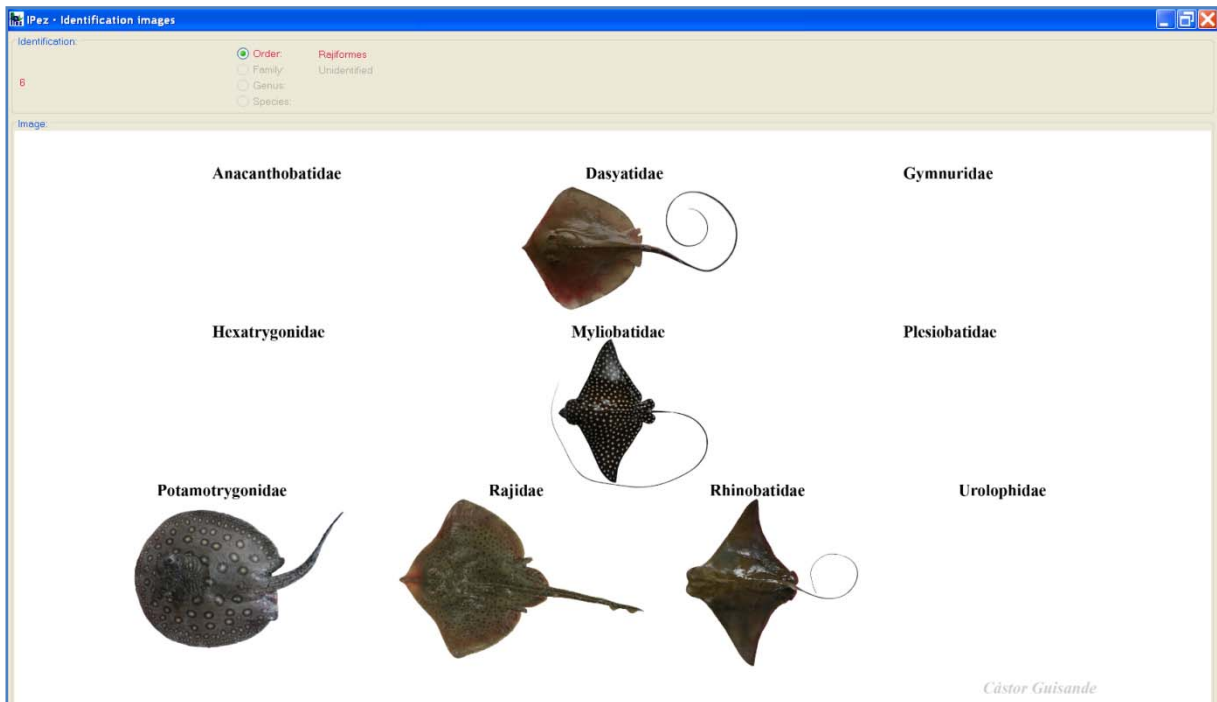 IPez - Identification images
Identification:
Order: Rajiformes
Family: Unidentified
6
Genus:
Species:
Image:
Anacanthobatidae Dasyatidae Gymnuridae
Hexatrygonidae Myliobatidae Plesiobatidae
Potamotrygonidae Rajidae Rhinobatidae Urolophidae
Cástor Guisande